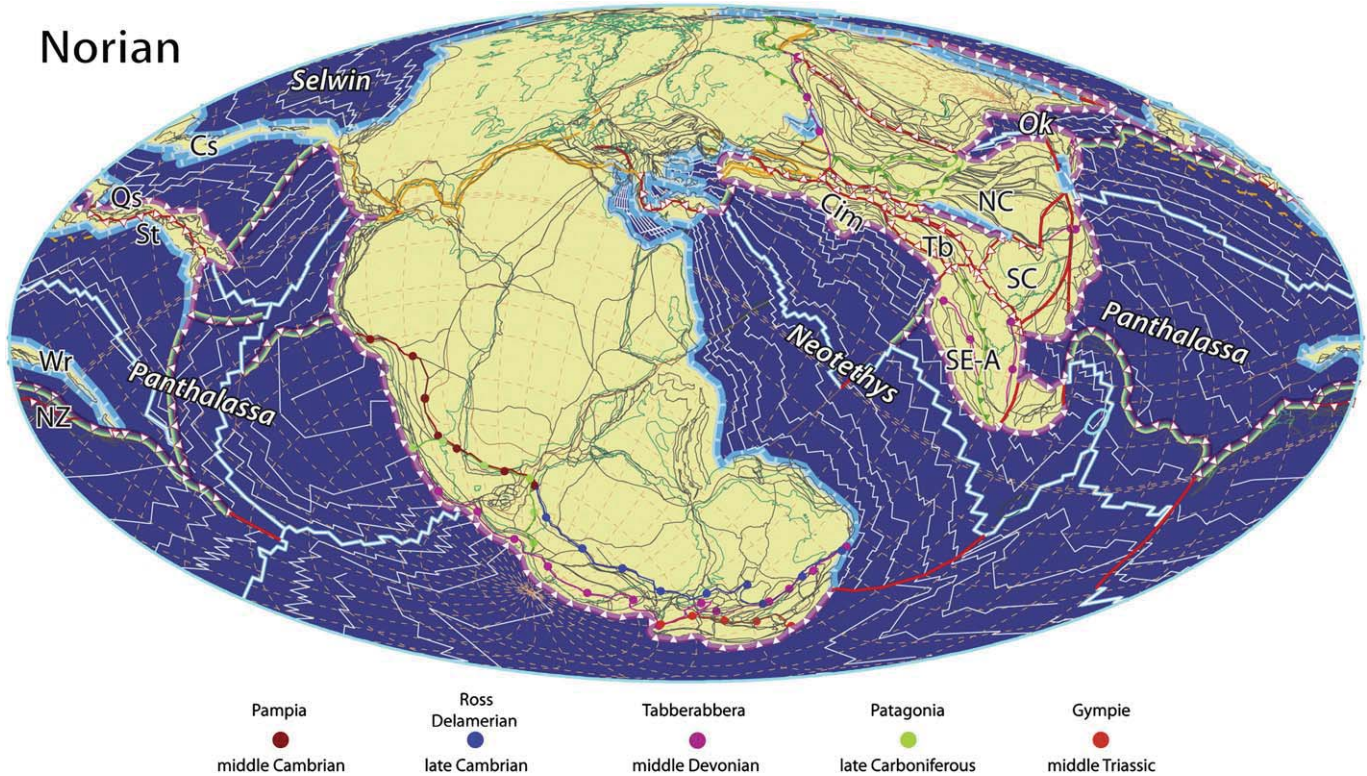 Norian
Selwin
Cs
Ok
Qs
St
NC
Cim
Tb
SC
Panthalassa
Neotethys
SE-A
Wr
Panthalassa
NZ
Pampia
middle Cambrian
Ross
Delamerian
late Cambrian
Tabberabbera
middle Devonian
Patagonia
late Carboniferous
Gympie
middle Triassic